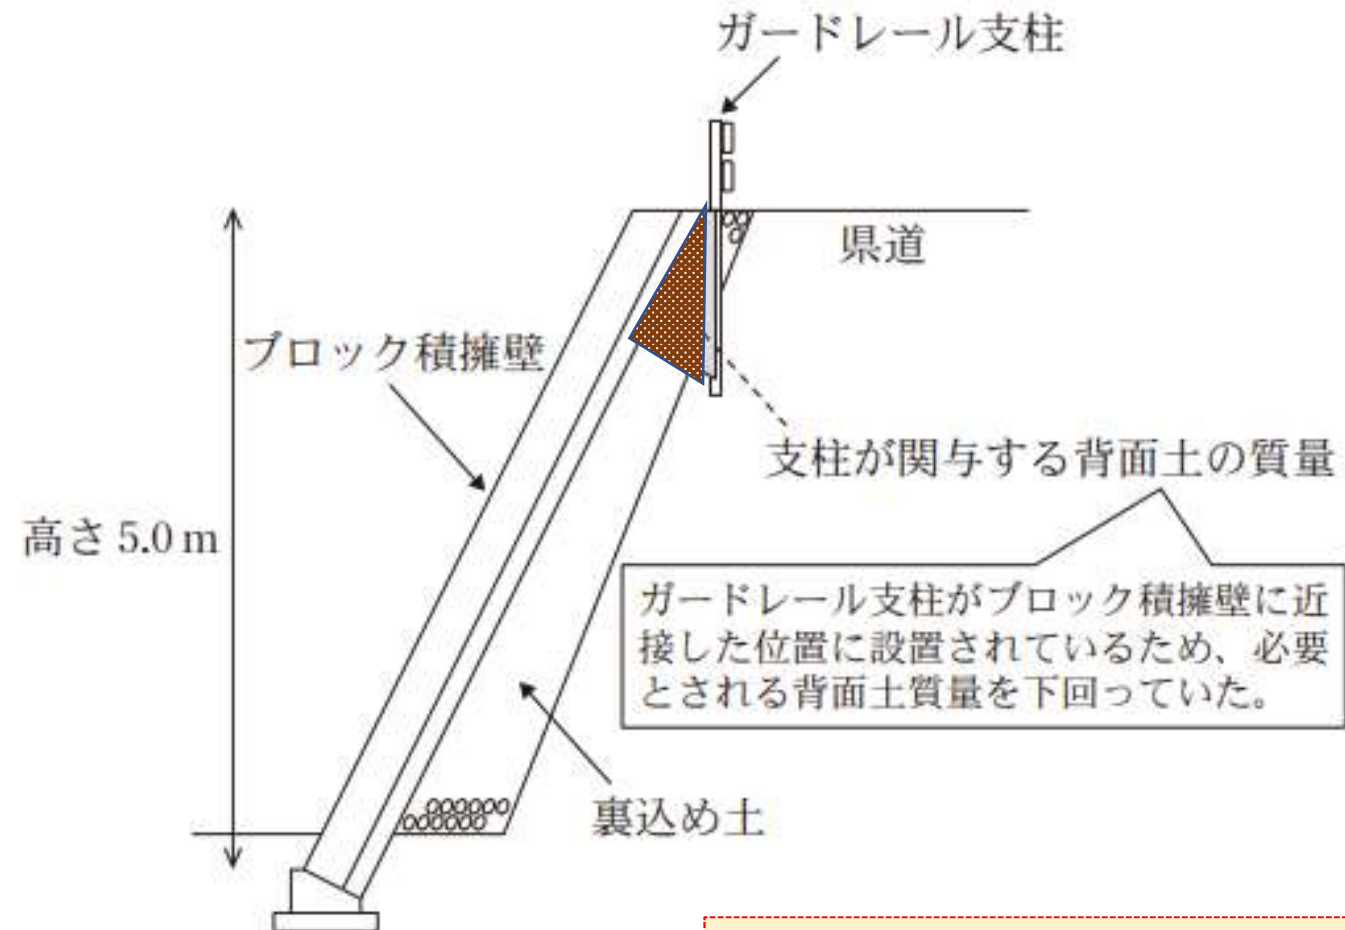 ガードレール支柱
県道
ブロック積擁壁
支柱が関与する背面土の質量
高さ 5.0 m
ガードレール支柱がブロック積擁壁に近
接した位置に設置されているため、必要
とされる背面土質量を下回っていた。
裏込め土